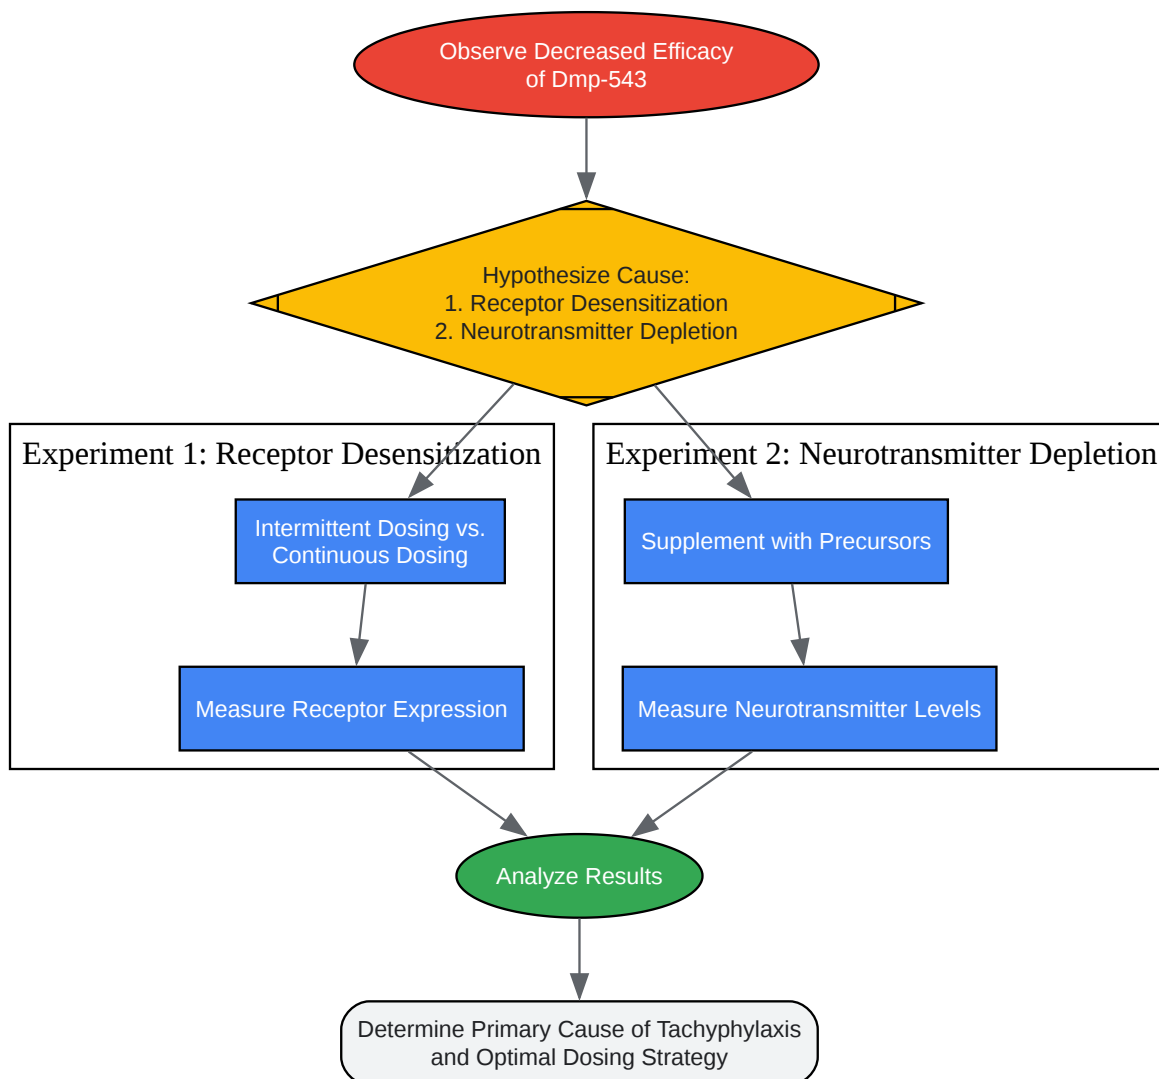 Observe Decreased Efficacy
of Dmp-543
Hypothesize Cause:
1. Receptor Desensitization
2. Neurotransmitter Depletion
Experiment 1: Receptor Desensitization
Intermittent Dosing vs.
Continuous Dosing
Measure Receptor Expression
Experiment 2: Neurotransmitter Depletion
Supplement with Precursors
Measure Neurotransmitter Levels
Analyze Results
Determine Primary Cause of Tachyphylaxis
and Optimal Dosing Strategy